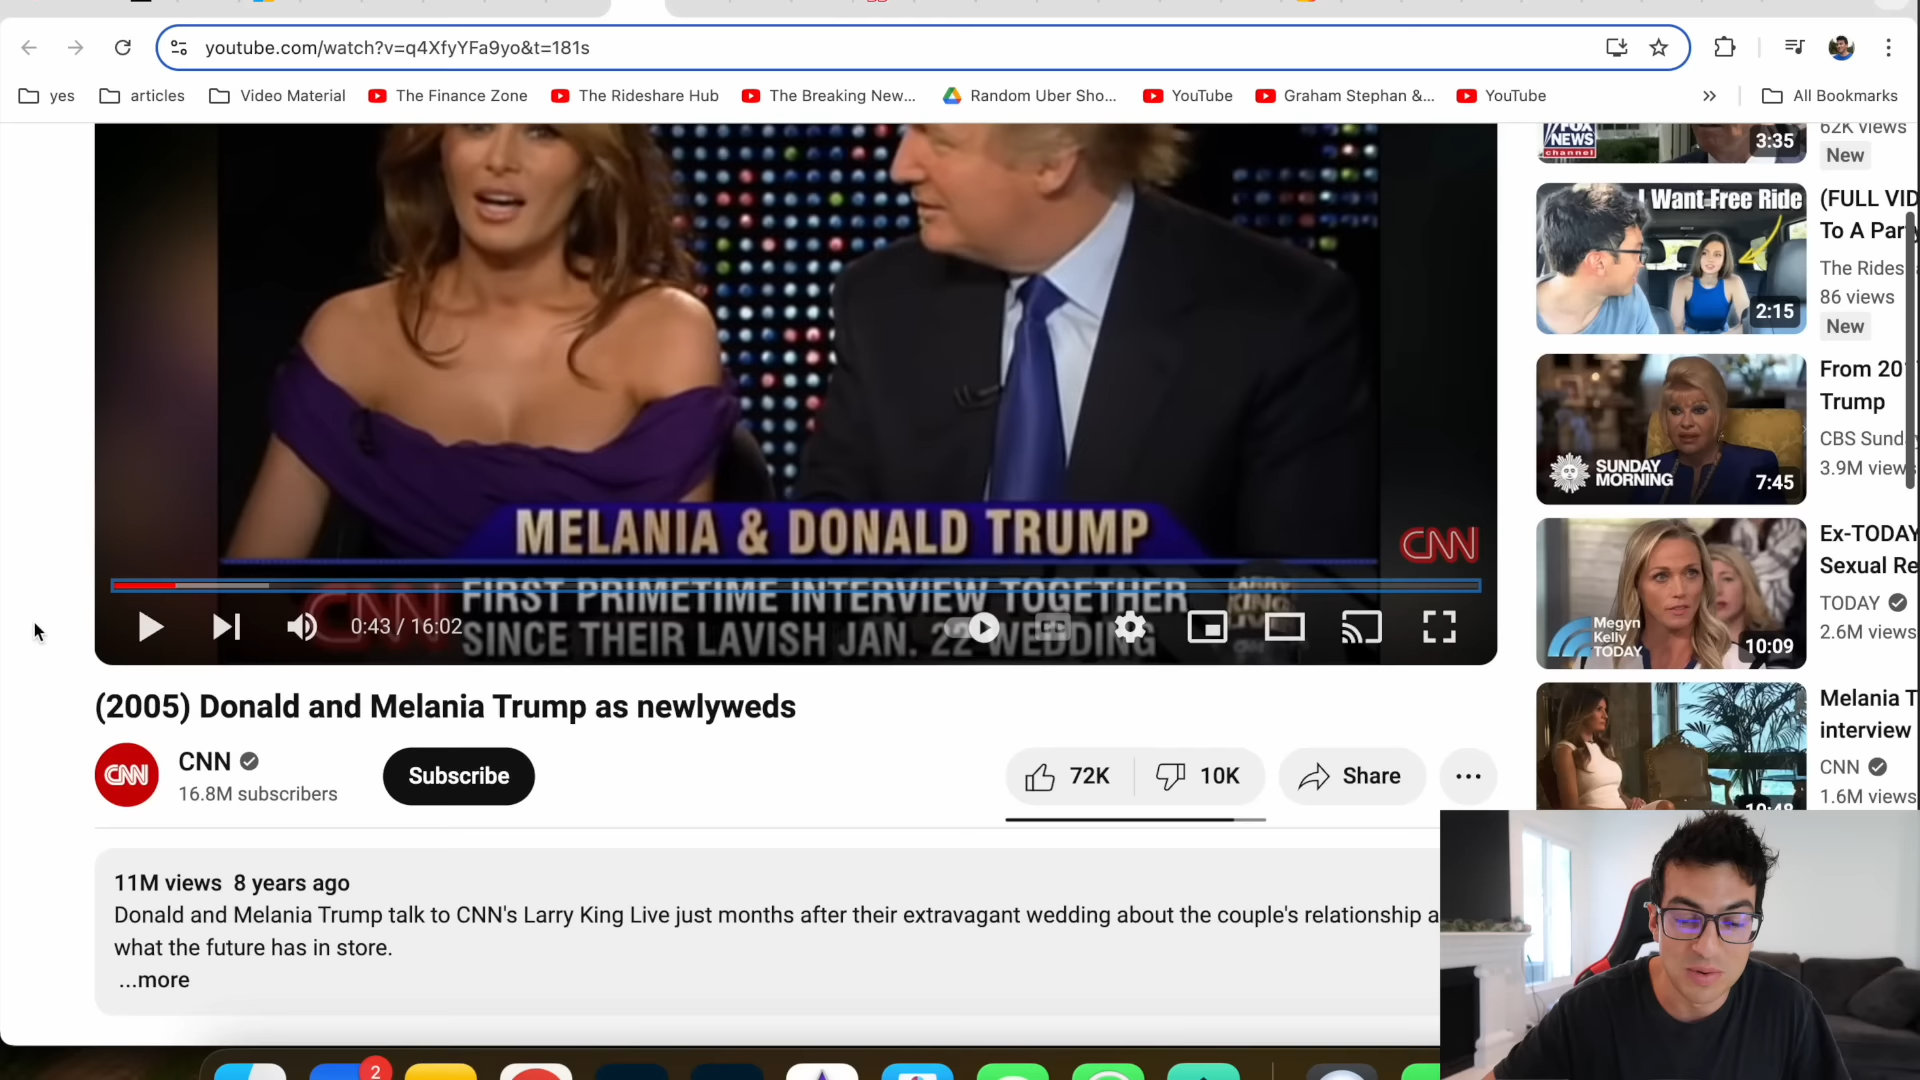 youtube.com/watch?v=q4XfyYFa9yo&t=181s
yes
articles
Video Material
The Finance Zone
The Rideshare Hub
The Breaking New...
Random Uber Sho...
YouTube
Graham Stephan &...
YouTube
All Bookmarks
MELANIA & DONALD TRUMP
CNN
FIRST PRIMETIME INTERVIEW TOGETHER
SINCE THEIR LAVISH JAN. 22 WEDDING
CNN
LARRY
KING
LIVE
0:43 / 16:02
(2005) Donald and Melania Trump as newlyweds
CNN
CNN
16.8M subscribers
Subscribe
72K
10K
Share
11M views 8 years ago
Donald and Melania Trump talk to CNN's Larry King Live just months after their extravagant wedding about the couple's relationship a
what the future has in store.
...more
FOX
NEWS
channel
3:35
62K views
New
I Want Free Ride
2:15
(FULL VID
To A Par
The Rides
86 views
New
SUNDAY
MORNING
7:45
From 20
Trump
CBS Sund
3.9M view
Megyn
Kelly
TODAY
10:09
Ex-TODAY
Sexual Re
TODAY
2.6M views
Melania T
interview
CNN
1.6M views
2